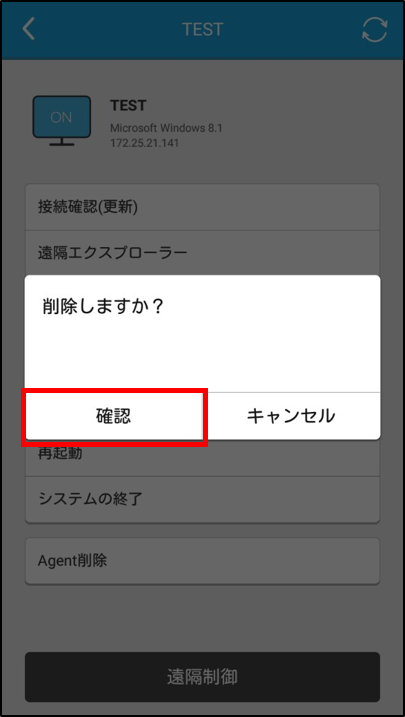 TEST
ON
TEST
Microsoft Windows 8.1
172.25.21.141
接続確認(更新)
遠隔エクスプローラー
削除しますか？
確認
キャンセル
再起動
システムの終了
Agent削除
遠隔制御